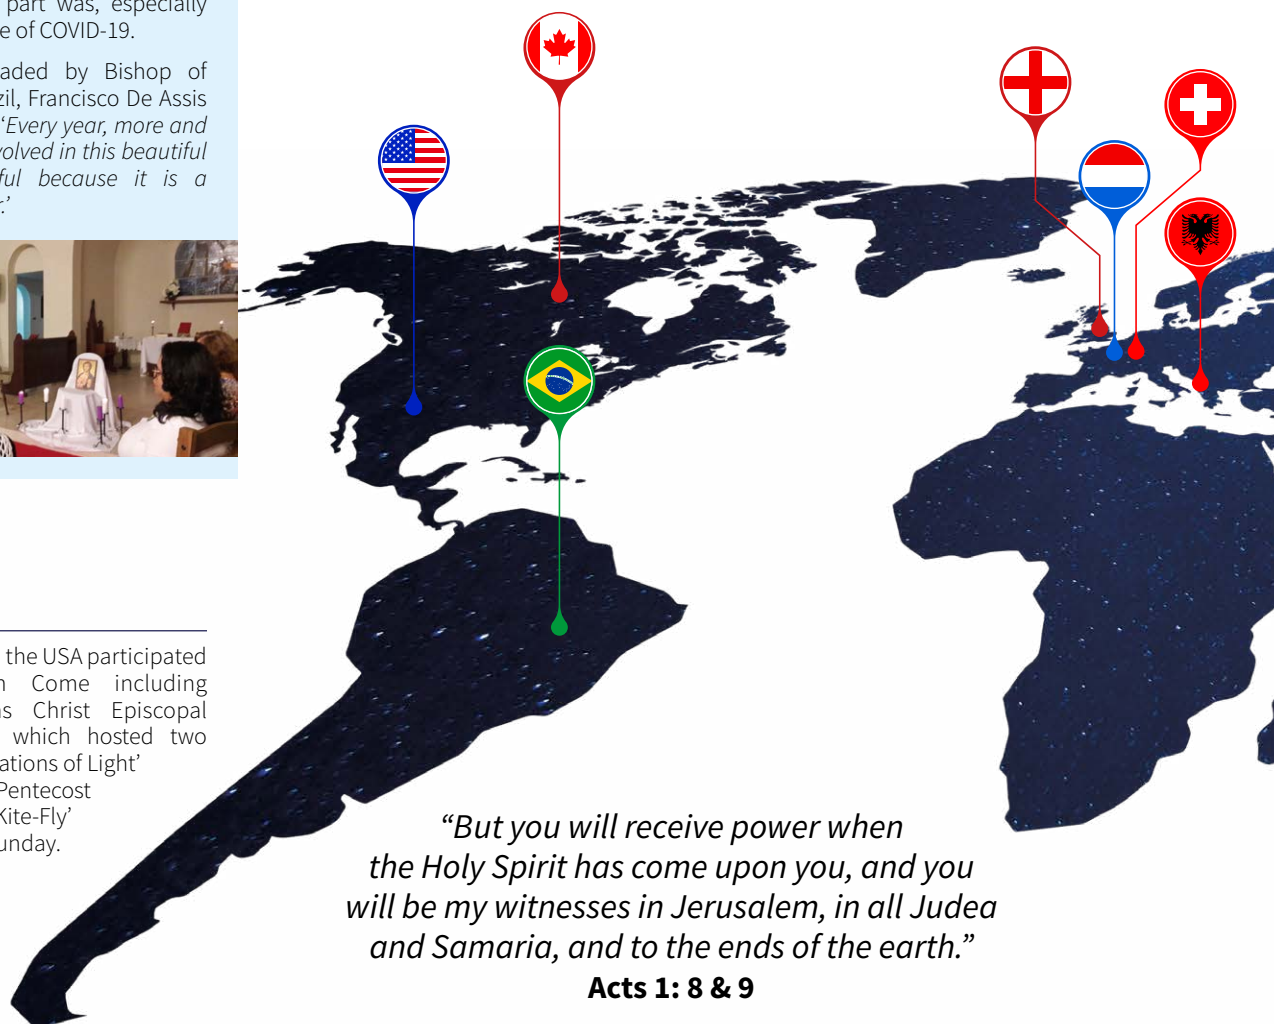 part was, especially
e of COVID-19.
aded by Bishop of
zil, Francisco De Assis
‘Every year, more and
volved in this beautiful
ful because it is a
.’
the USA participated
n Come including
as Christ Episcopal
which hosted two
ations of Light’
Pentecost
Kite-Fly’
unday.
“But you will receive power when
the Holy Spirit has come upon you, and you
will be my witnesses in Jerusalem, in all Judea
and Samaria, and to the ends of the earth.”
Acts 1: 8 & 9